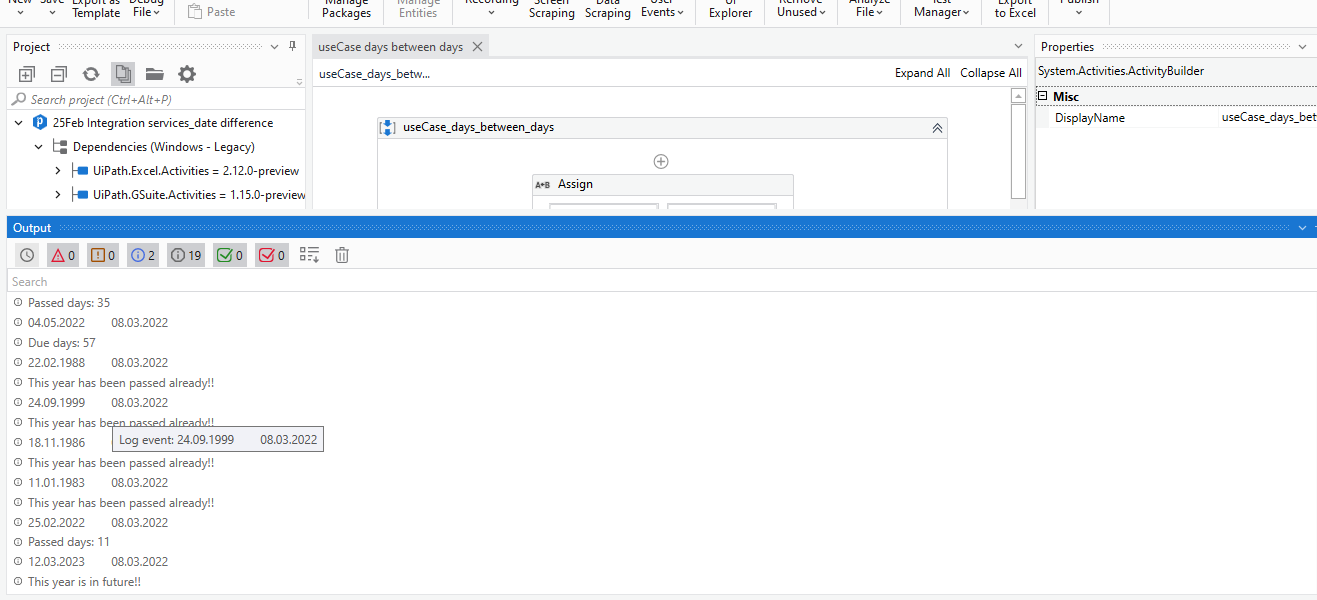 New Save Export as Debug Manage Manage Recording Screen Data User UI Remove Analyze Test Export Publish
Template File Paste Packages Entities Scraping Scraping Events Explorer Unused File Manager to Excel
Project
useCase days between days
Properties
useCase_days_betw...
Expand All Collapse All
System.Activities.ActivityBuilder
Search project (Ctrl+Alt+P)
Misc
25Feb Integration services_date difference
useCase_days_between_days
DisplayName useCase_days_bet
Dependencies (Windows - Legacy)
UiPath.Excel.Activities = 2.12.0-preview
A+B Assign
UiPath.GSuite.Activities = 1.15.0-preview
Output
0 0 2 19 0 0
Search
Passed days: 35
04.05.2022 08.03.2022
Due days: 57
22.02.1988 08.03.2022
This year has been passed already!!
24.09.1999 08.03.2022
This year has been passed already!!
Log event: 24.09.1999 08.03.2022
18.11.1986
This year has been passed already!!
11.01.1983 08.03.2022
This year has been passed already!!
25.02.2022 08.03.2022
Passed days: 11
12.03.2023 08.03.2022
This year is in future!!